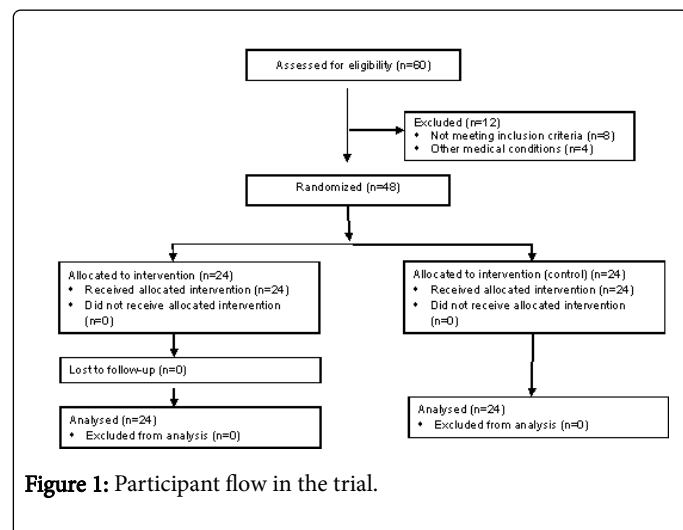 Assessed for eligibility (n=60)
Excluded (n=12)
♦ Not meeting inclusion criteria (n=8)
♦ Other medical conditions (n=4)
Randomized (n=48)
Allocated to intervention (n=24)
♦ Received allocated intervention (n=24)
♦ Did not receive allocated intervention
(n=0)
Allocated to intervention (control) (n=24)
♦ Received allocated intervention (n=24)
♦ Did not receive allocated intervention
(n=0)
Lost to follow-up (n=0)
Analysed (n=24)
♦ Excluded from analysis (n=0)
Analysed (n=24)
♦ Excluded from analysis (n=0)
Figure 1: Participant flow in the trial.